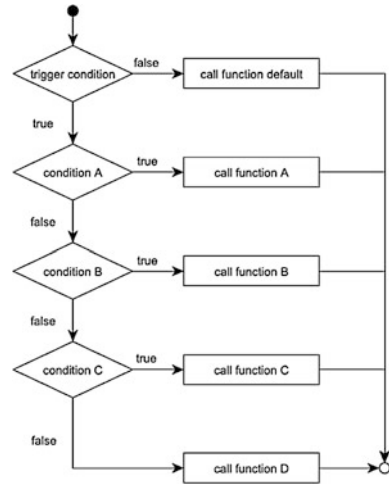 trigger condition
false
call function default
true
condition A
true
call function A
false
condition B
true
call function B
false
condition C
true
call function C
false
call function D